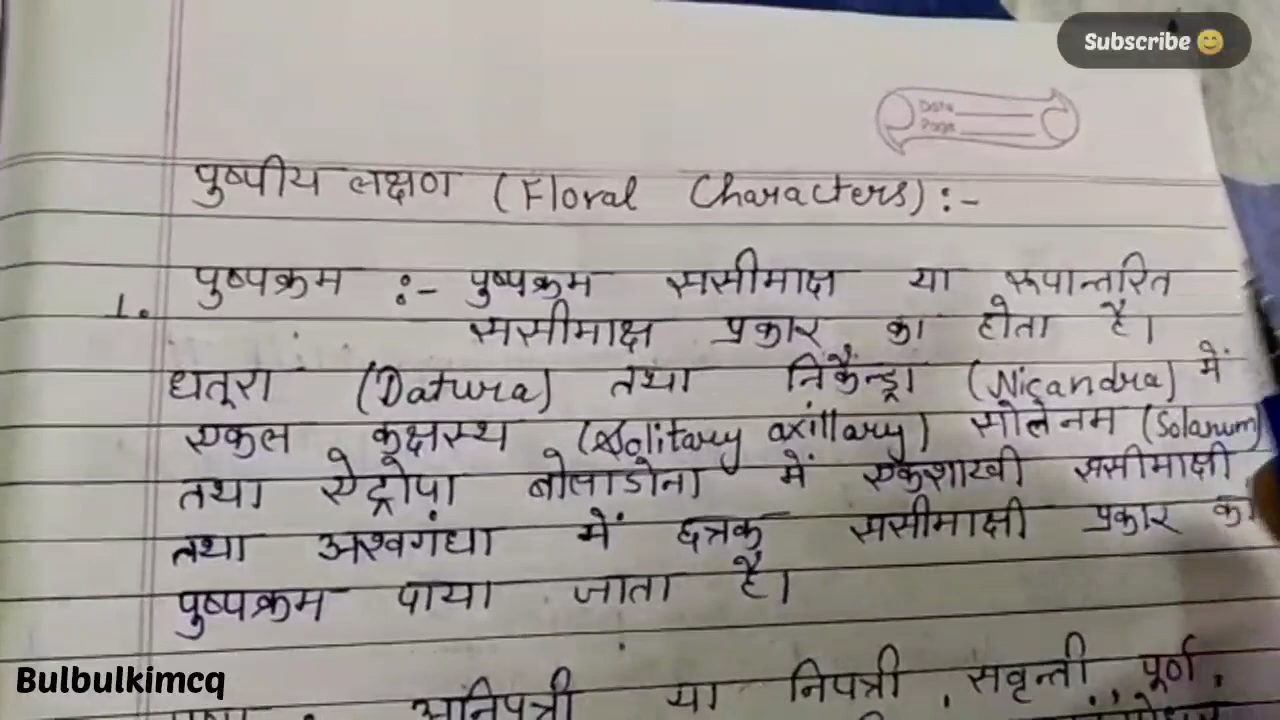 Subscribe 😊
Date
Page
पुष्पीय लक्षण (Floral Characters) :-
1. पुष्पक्रम :- पुष्पक्रम ससीमाक्ष या रूपान्तरित
ससीमाक्ष प्रकार का होता है।
धतूरा (Datura) तथा निकैन्ड्रा (Nicandra) में
एकल कक्षस्थ (Solitary axillary) सोलेनम (Solanum)
तथा ऐट्रोपा बोलाडोना में एकशाखी ससीमाक्षी
तथा अश्वगंधा में छत्रक ससीमाक्षी प्रकार का
पुष्पक्रम पाया जाता है।
अनिपत्री या निपत्री, सवृन्ती पूर्ण,
Bulbulkimcq